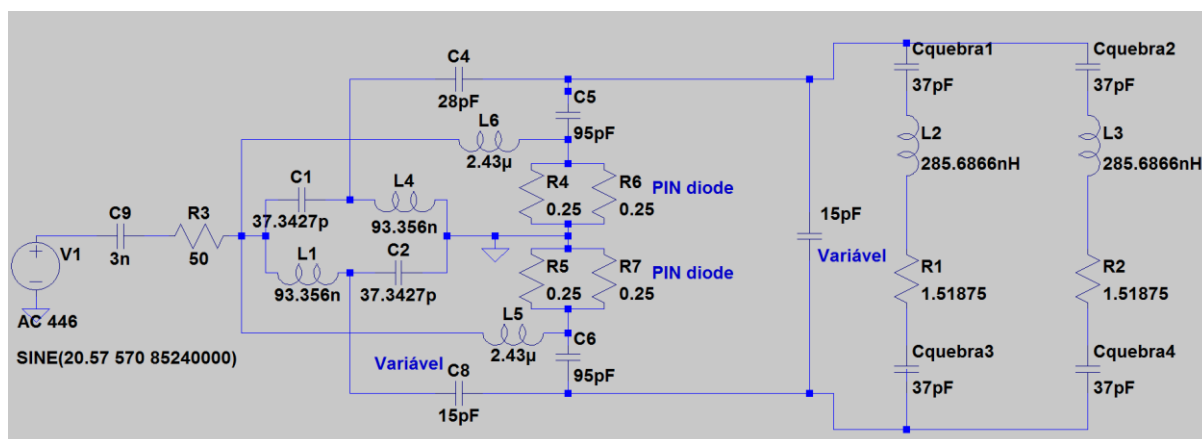 C4
28pF
C5
95pF
L6
2.43µ
C1
37.3427p
L4
93.356n
R4
0.25
R6
0.25
PIN diode
C9
3n
R3
50
V1
AC 446
SINE(20.57 570 85240000)
L1
93.356n
C2
37.3427p
R5
0.25
R7
0.25
PIN diode
L5
2.43µ
C6
95pF
Variável
C8
15pF
15pF
Variável
Cquebra1
37pF
L2
285.6866nH
R1
1.51875
Cquebra3
37pF
Cquebra2
37pF
L3
285.6866nH
R2
1.51875
Cquebra4
37pF